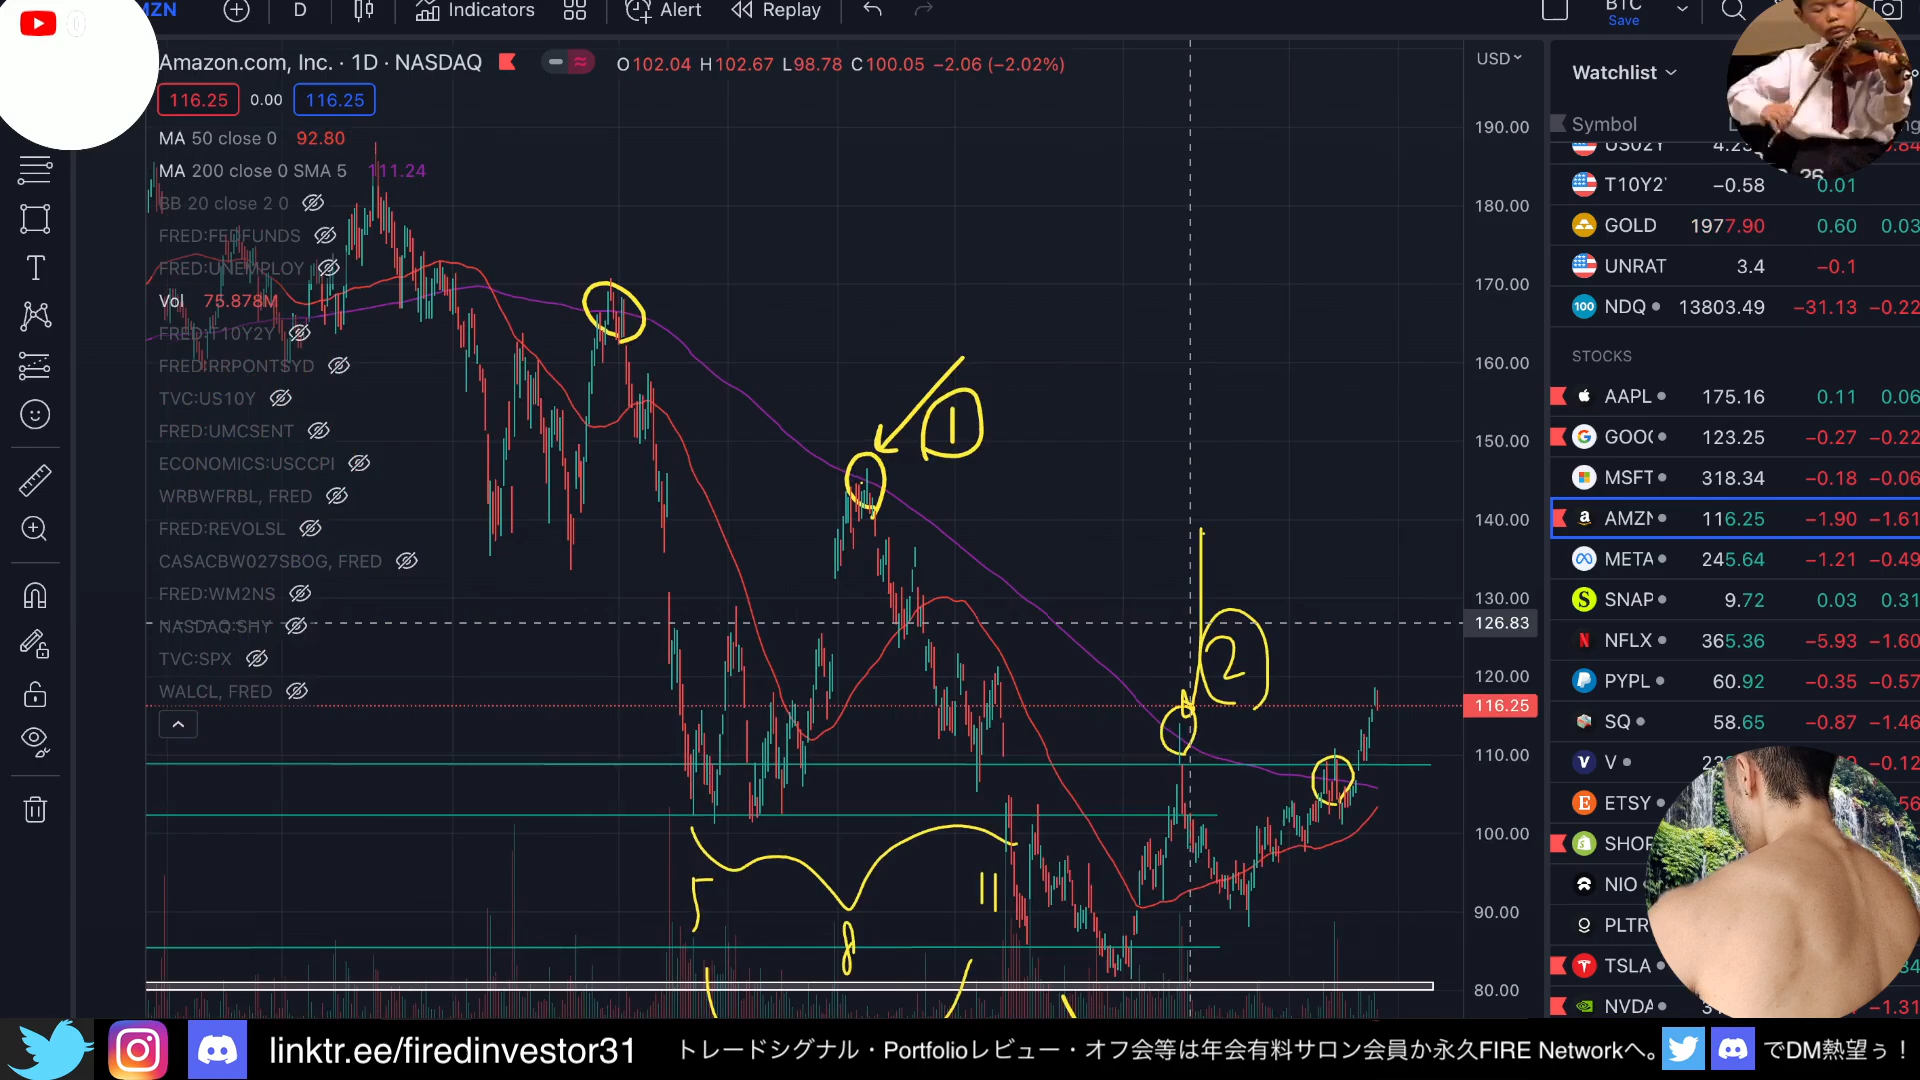 MZN
D
Indicators
Alert
Replay
BTC
Save
0
Amazon.com, Inc. · 1D · NASDAQ
O102.04 H102.67 L98.78 C100.05 −2.06 (−2.02%)
USD
116.25 0.00 116.25
MA 50 close 0 92.80
MA 200 close 0 SMA 5 111.24
BB 20 close 2 0
FRED:FEDFUNDS
FRED:UNEMPLOY
Vol 75.878M
FRED:T10Y2Y
FRED:RRPONTSYD
TVC:US10Y
FRED:UMCSENT
ECONOMICS:USCCPI
WRBWFRBL, FRED
FRED:REVOLSL
CASACBW027SBOG, FRED
FRED:WM2NS
NASDAQ:SHY
TVC:SPX
WALCL, FRED
190.00
180.00
170.00
160.00
150.00
140.00
130.00
126.83
120.00
116.25
110.00
100.00
90.00
80.00
1
2
5
8
11
Watchlist
Symbol
US02Y
T10Y2 −0.58 0.01
GOLD 1977.90 0.60 0.03
UNRAT 3.4 −0.1
100 NDQ 13803.49 −31.13 −0.22
STOCKS
AAPL 175.16 0.11 0.06
GOO 123.25 −0.27 −0.22
MSFT 318.34 −0.18 −0.06
AMZN 116.25 −1.90 −1.61
META 245.64 −1.21 −0.49
SNAP 9.72 0.03 0.31
NFLX 365.36 −5.93 −1.60
PYPL 60.92 −0.35 −0.57
SQ 58.65 −0.87 −1.46
V
ETSY
SHOP
NIO
PLTR
TSLA
NVDA −1.31
linktr.ee/firedinvestor31
トレードシグナル・Portfolioレビュー・オフ会等は年会有料サロン会員か永久FIRE Networkへ。 でDM熱望ぅ！